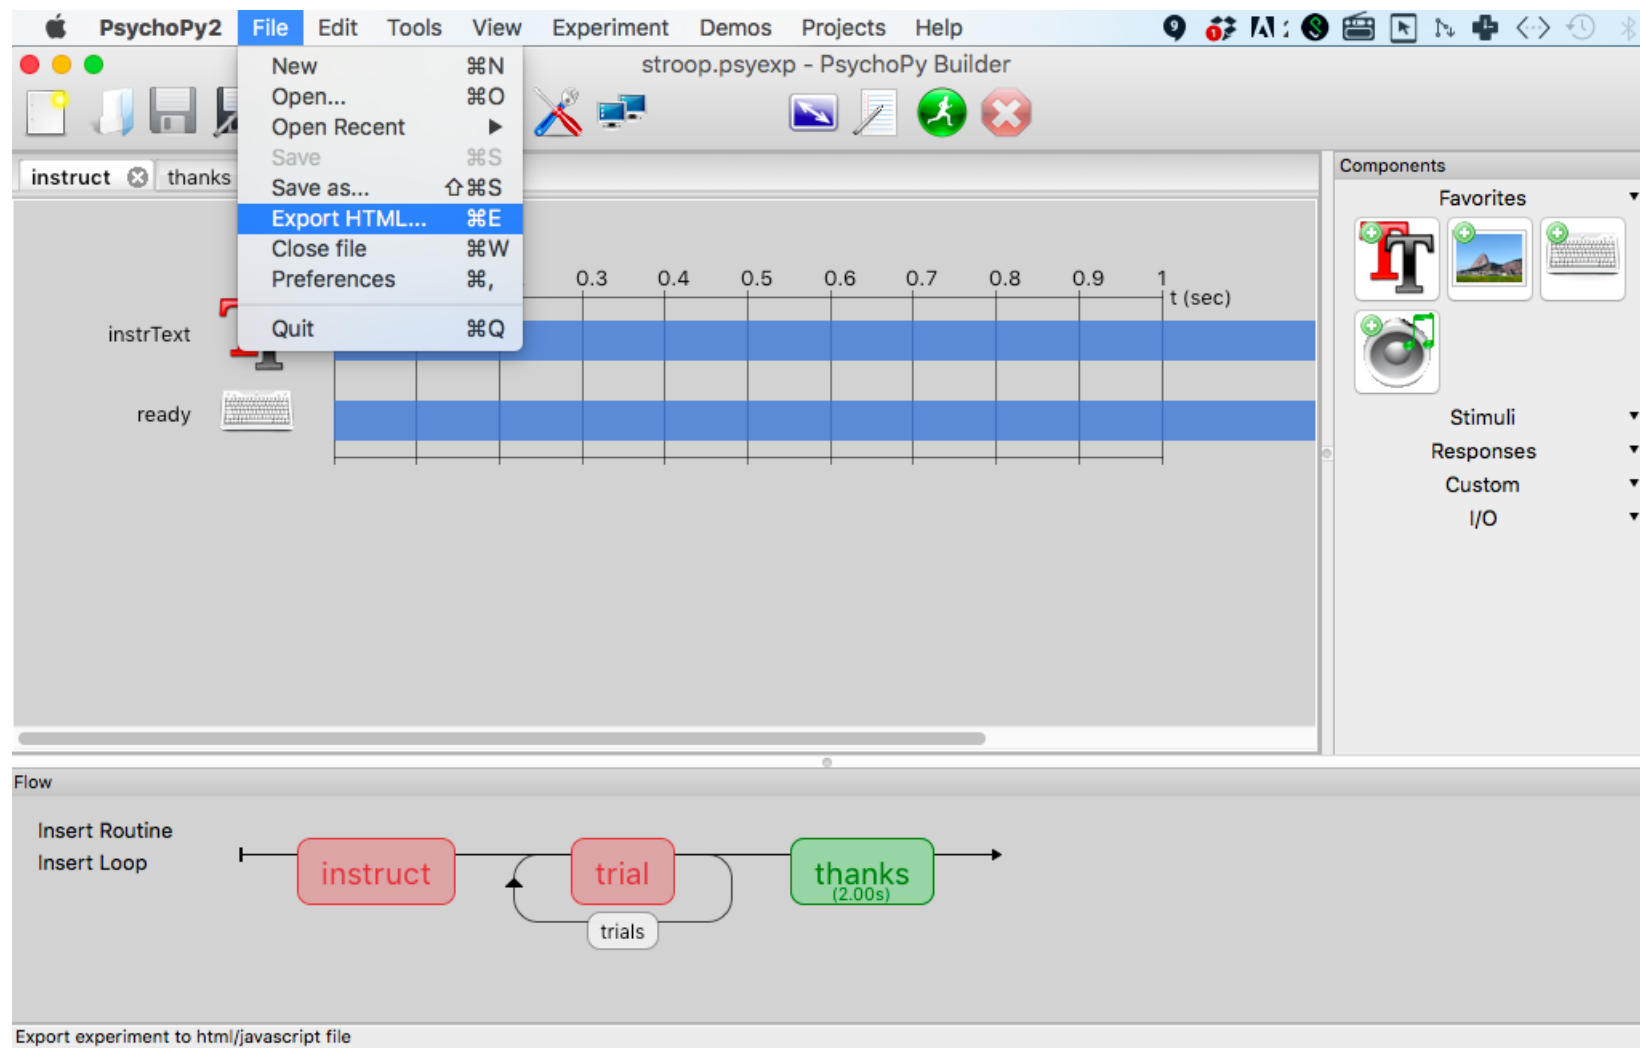 PsychoPy2 File Edit Tools View Experiment Demos Projects Help
stroop.psyexp - PsychoPy Builder
New ⌘N
Open... ⌘O
Open Recent ▶
Save ⌘S
Save as... ⇧⌘S
Export HTML... ⌘E
Close file ⌘W
Preferences ⌘,
Quit ⌘Q
instruct thanks
0.3 0.4 0.5 0.6 0.7 0.8 0.9 1
t (sec)
instrText
ready
Components
Favorites
Stimuli
Responses
Custom
I/O
Flow
Insert Routine
Insert Loop
instruct
trial
trials
thanks
(2.00s)
Export experiment to html/javascript file